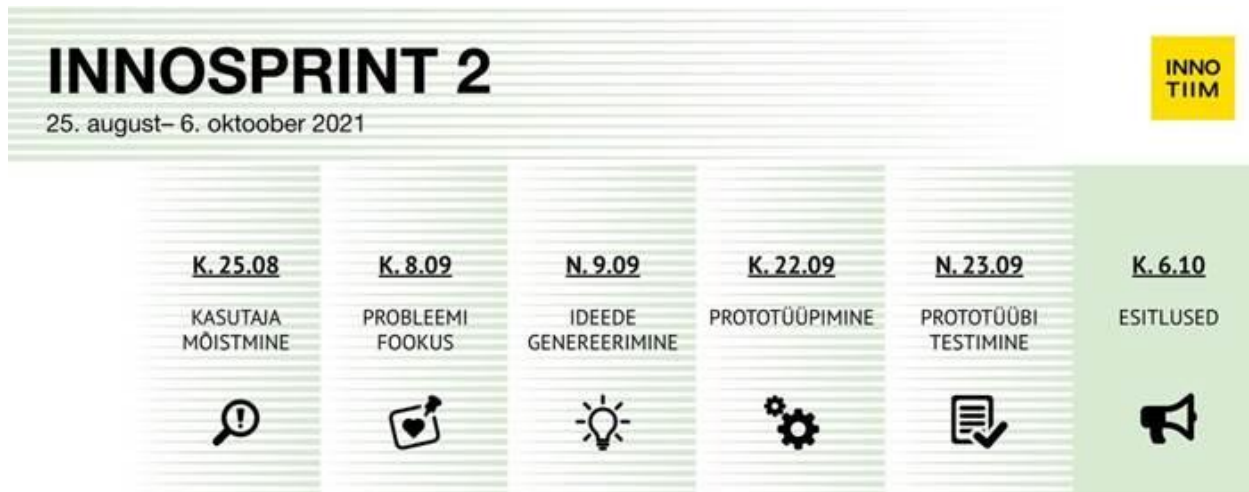 INNOSPRINT 2
25. august– 6. oktoober 2021
INNO
TIIM
K. 25.08
KASUTAJA
MÕISTMINE
K. 8.09
PROBLEEMI
FOOKUS
N. 9.09
IDEEDE
GENEREERIMINE
K. 22.09
PROTOTÜÜPIMINE
N. 23.09
PROTOTÜÜBI
TESTIMINE
K. 6.10
ESITLUSED